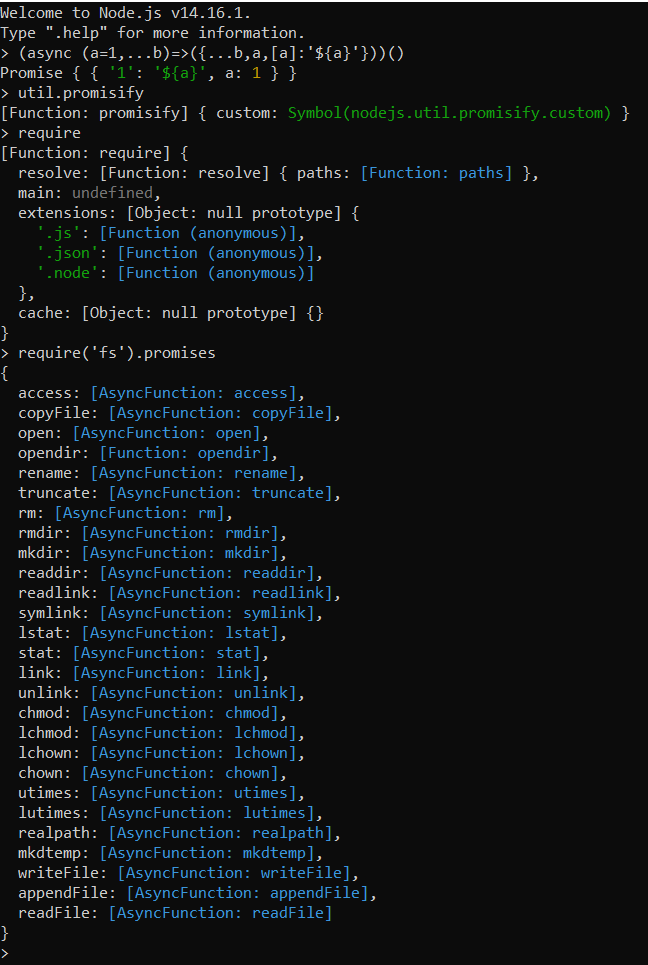 Welcome to Node.js v14.16.1.
Type ".help" for more information.
> (async (a=1,...b)=>({...b,a,[a]:'${a}'}))()
Promise { { '1': '${a}', a: 1 } }
> util.promisify
[Function: promisify] { custom: Symbol(nodejs.util.promisify.custom) }
> require
[Function: require] {
  resolve: [Function: resolve] { paths: [Function: paths] },
  main: undefined,
  extensions: [Object: null prototype] {
    '.js': [Function (anonymous)],
    '.json': [Function (anonymous)],
    '.node': [Function (anonymous)]
  },
  cache: [Object: null prototype] {}
}
> require('fs').promises
{
  access: [AsyncFunction: access],
  copyFile: [AsyncFunction: copyFile],
  open: [AsyncFunction: open],
  opendir: [Function: opendir],
  rename: [AsyncFunction: rename],
  truncate: [AsyncFunction: truncate],
  rm: [AsyncFunction: rm],
  rmdir: [AsyncFunction: rmdir],
  mkdir: [AsyncFunction: mkdir],
  readdir: [AsyncFunction: readdir],
  readlink: [AsyncFunction: readlink],
  symlink: [AsyncFunction: symlink],
  lstat: [AsyncFunction: lstat],
  stat: [AsyncFunction: stat],
  link: [AsyncFunction: link],
  unlink: [AsyncFunction: unlink],
  chmod: [AsyncFunction: chmod],
  lchmod: [AsyncFunction: lchmod],
  lchown: [AsyncFunction: lchown],
  chown: [AsyncFunction: chown],
  utimes: [AsyncFunction: utimes],
  lutimes: [AsyncFunction: lutimes],
  realpath: [AsyncFunction: realpath],
  mkdtemp: [AsyncFunction: mkdtemp],
  writeFile: [AsyncFunction: writeFile],
  appendFile: [AsyncFunction: appendFile],
  readFile: [AsyncFunction: readFile]
}
>